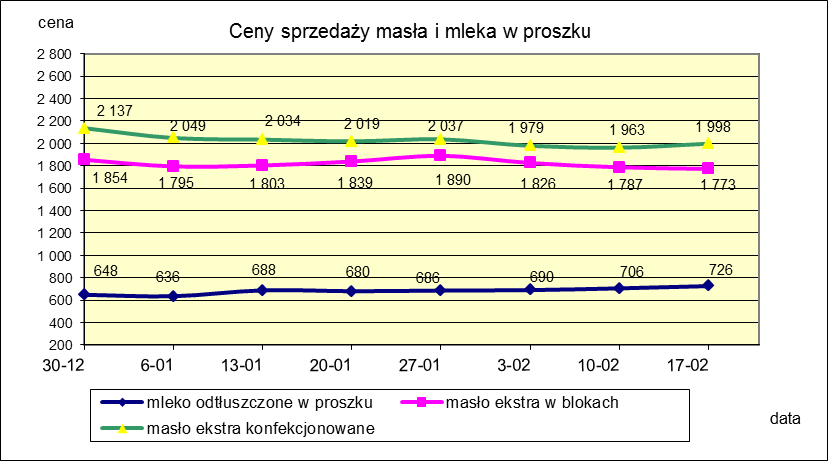 cena
Ceny sprzedaży masła i mleka w proszku
2 800
2 600
2 400
2 200
2 000
1 800
1 600
1 400
1 200
1 000
800
600
400
200
2 137 2 049 2 034 2 019 2 037 1 979 1 963 1 998
1 854 1 795 1 803 1 839 1 890 1 826 1 787 1 773
648 636 688 680 686 690 706 726
30-12 6-01 13-01 20-01 27-01 3-02 10-02 17-02
mleko odtłuszczone w proszku masło ekstra w blokach
masło ekstra konfekcjonowane
data